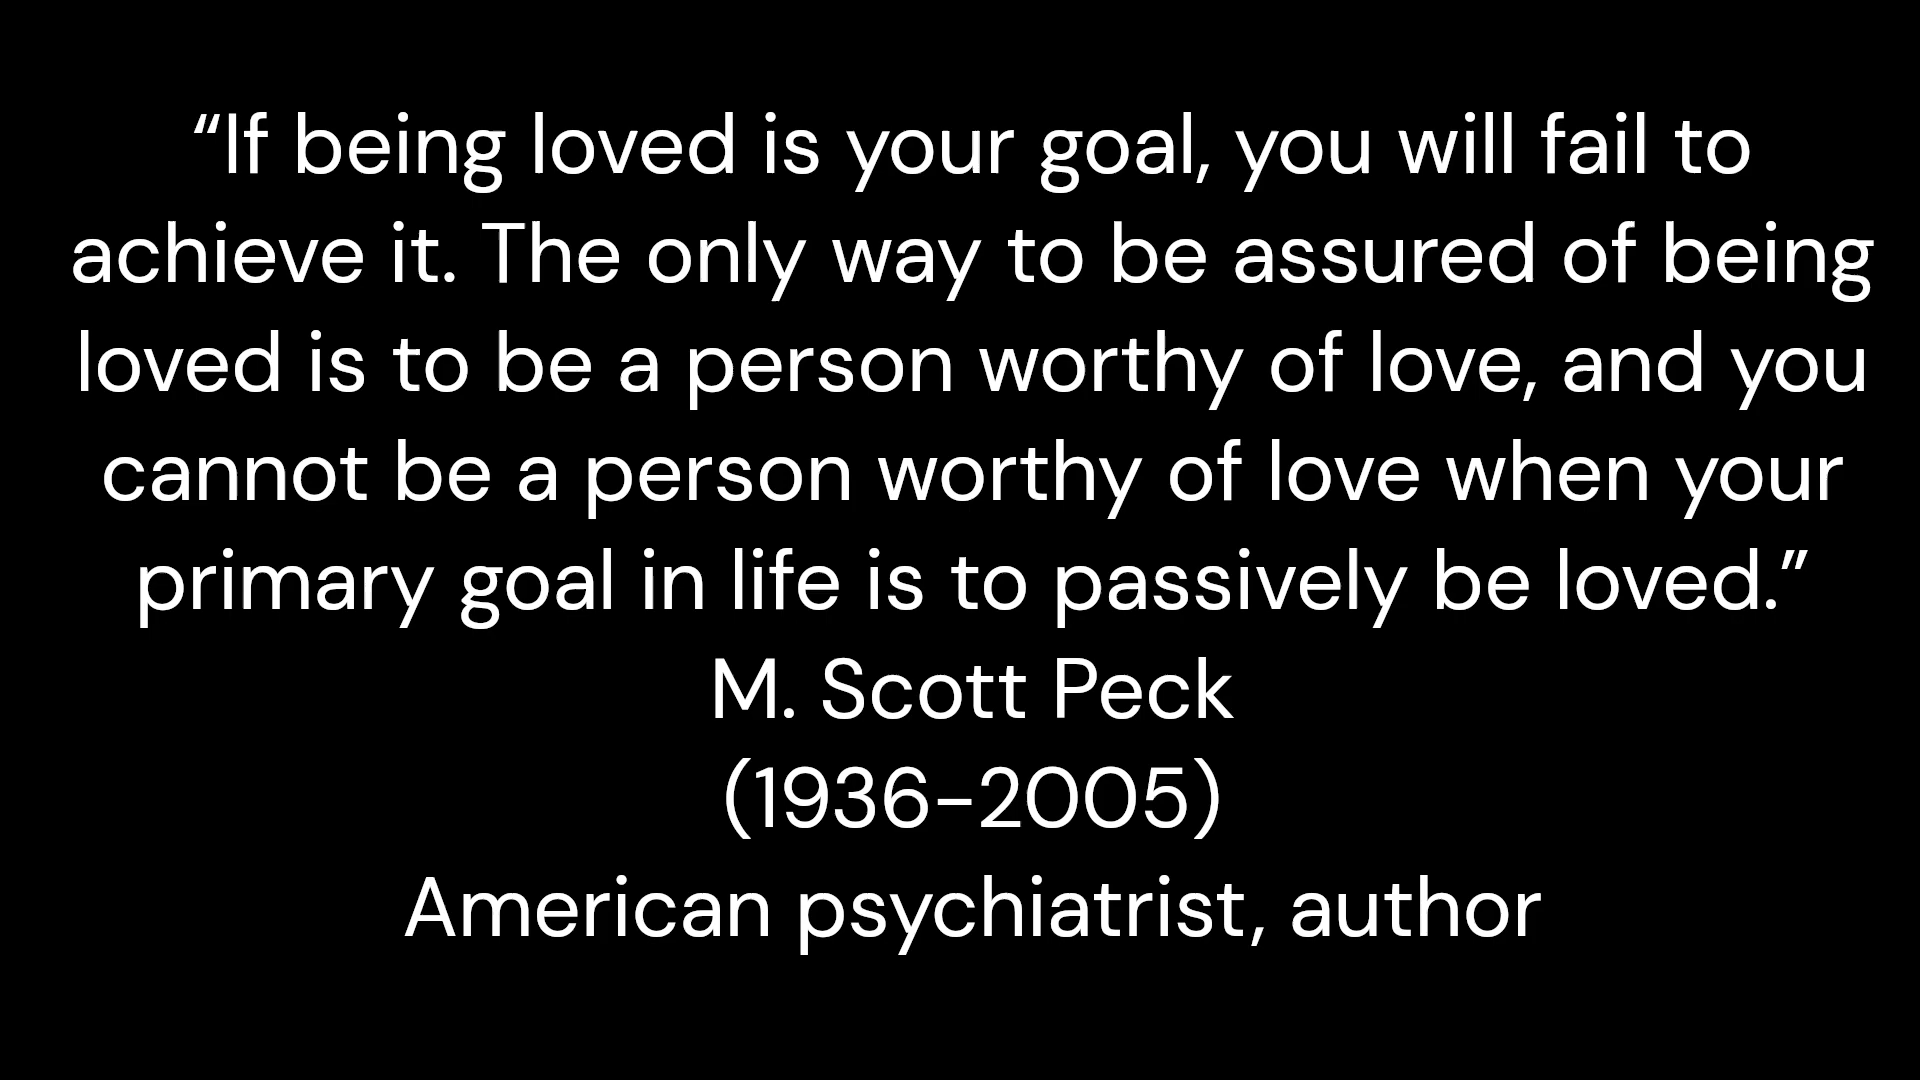 “If being loved is your goal, you will fail to
achieve it. The only way to be assured of being
loved is to be a person worthy of love, and you
cannot be a person worthy of love when your
primary goal in life is to passively be loved.”
M. Scott Peck
(1936–2005)
American psychiatrist, author